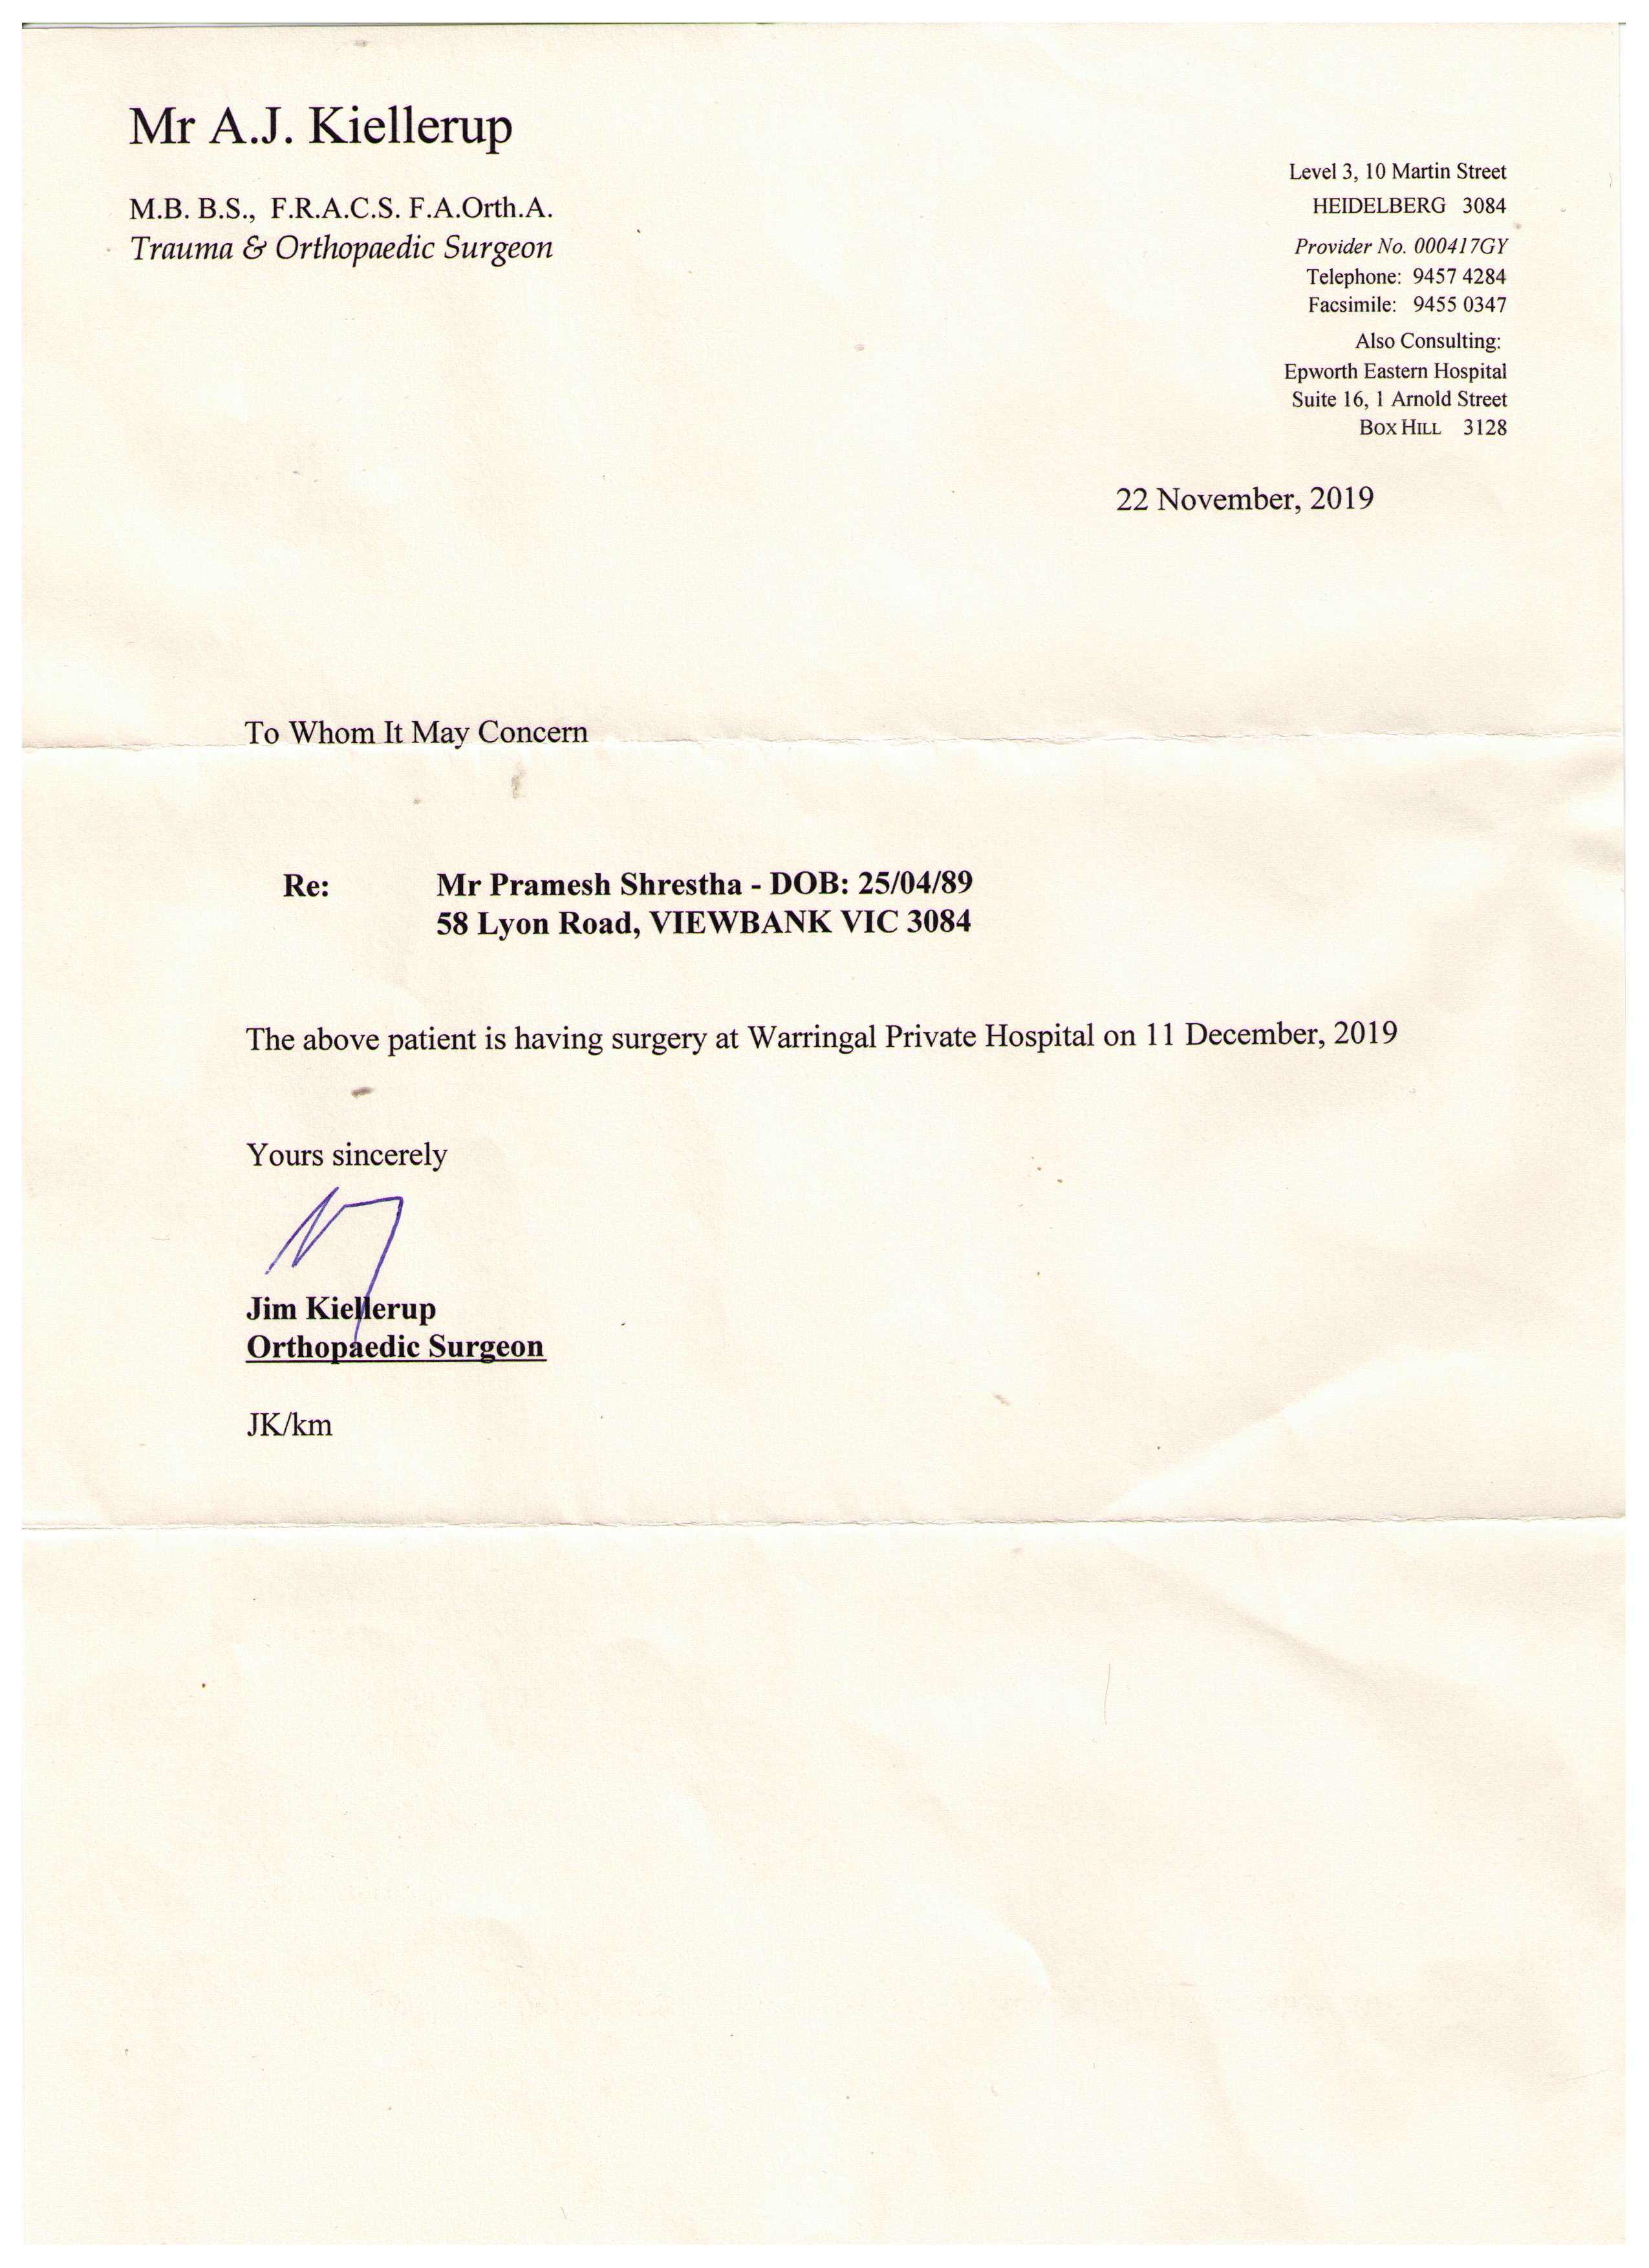 Mr A.J. Kiellerup
M.B. B.S., F.R.A.C.S. F.A.Orth.A.
Trauma & Orthopaedic Surgeon
Level 3, 10 Martin Street
HEIDELBERG 3084
Provider No. 000417GY
Telephone: 9457 4284
Facsimile: 9455 0347
Also Consulting:
Epworth Eastern Hospital
Suite 16, 1 Arnold Street
BOX HILL 3128
22 November, 2019
To Whom It May Concern
Re: Mr Pramesh Shrestha - DOB: 25/04/89
58 Lyon Road, VIEWBANK VIC 3084
The above patient is having surgery at Warringal Private Hospital on 11 December, 2019
Yours sincerely
Jim Kiellerup
Orthopaedic Surgeon
JK/km